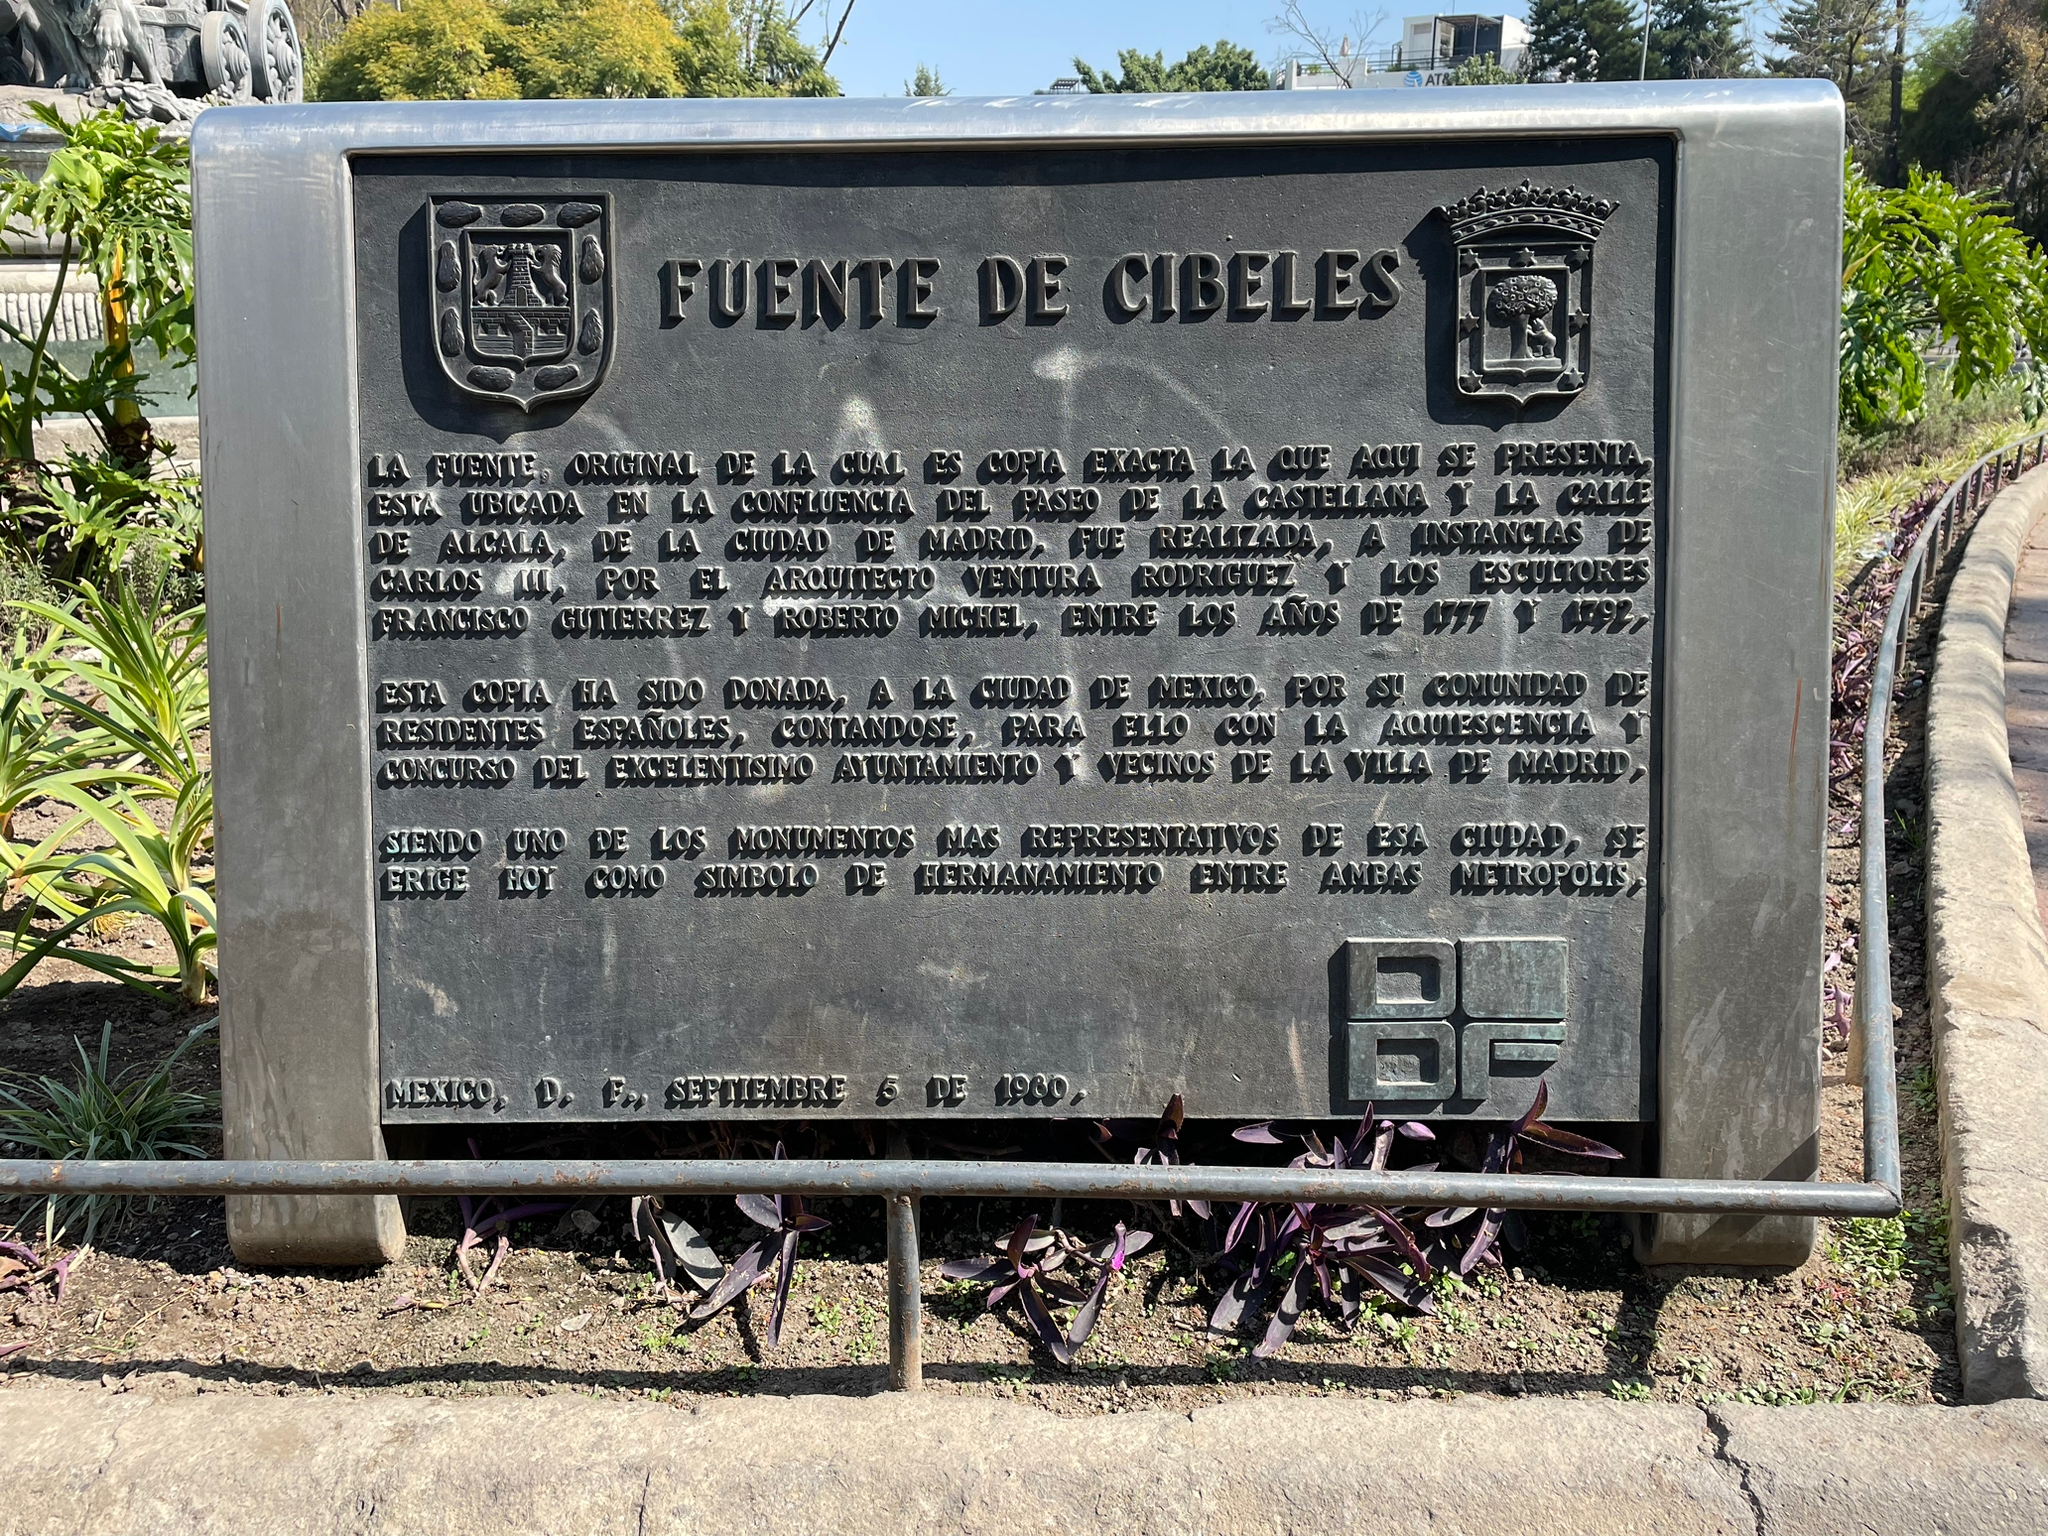 FUENTE DE CIBELES
LA FUENTE, ORIGINAL DE LA CUAL ES COPIA EXACTA LA QUE AQUI SE PRESENTA,
ESTA UBICADA EN LA CONFLUENCIA DEL PASEO DE LA CASTELLANA Y LA CALLE
DE ALCALA, DE LA CIUDAD DE MADRID, FUE REALIZADA, A INSTANCIAS DE
CARLOS III, POR EL ARQUITECTO VENTURA RODRIGUEZ Y LOS ESCULTORES
FRANCISCO GUTIERREZ Y ROBERTO MICHEL, ENTRE LOS AÑOS DE 1777 Y 1792.
ESTA COPIA HA SIDO DONADA, A LA CIUDAD DE MEXICO, POR SU COMUNIDAD DE
RESIDENTES ESPAÑOLES, CONTANDOSE, PARA ELLO CON LA AQUIESCENCIA Y
CONCURSO DEL EXCELENTISIMO AYUNTAMIENTO Y VECINOS DE LA VILLA DE MADRID.
SIENDO UNO DE LOS MONUMENTOS MAS REPRESENTATIVOS DE ESA CIUDAD, SE
ERIGE HOY COMO SIMBOLO DE HERMANAMIENTO ENTRE AMBAS METROPOLIS.
DDF
MEXICO, D. F., SEPTIEMBRE 5 DE 1980.
AT&T